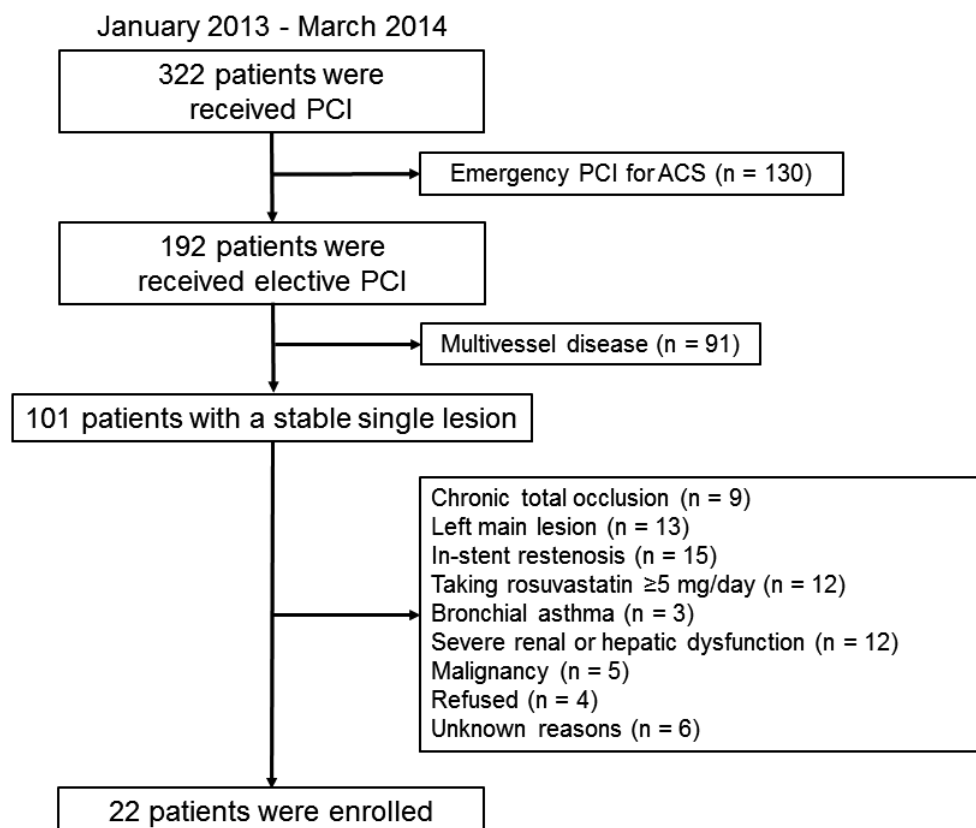 January 2013 - March 2014
322 patients were
received PCI
Emergency PCI for ACS (n = 130)
192 patients were
received elective PCI
Multivessel disease (n = 91)
101 patients with a stable single lesion
Chronic total occlusion (n = 9)
Left main lesion (n = 13)
In-stent restenosis (n = 15)
Taking rosuvastatin ≥5 mg/day (n = 12)
Bronchial asthma (n = 3)
Severe renal or hepatic dysfunction (n = 12)
Malignancy (n = 5)
Refused (n = 4)
Unknown reasons (n = 6)
22 patients were enrolled